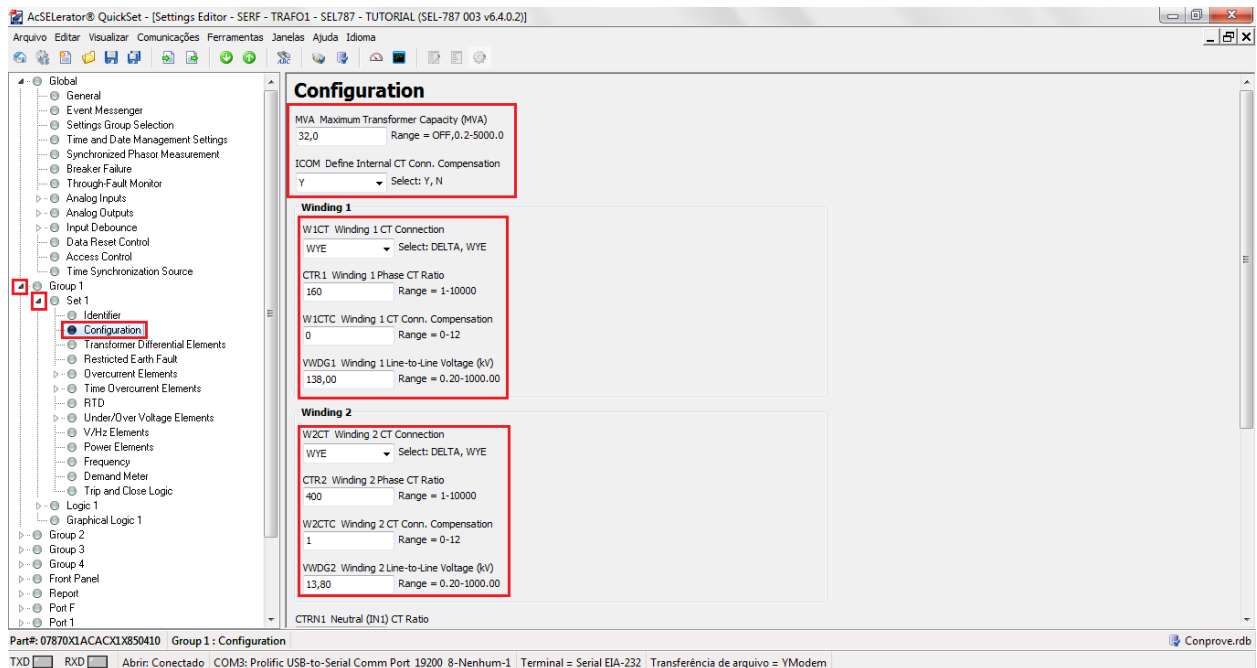 AcSELerator® QuickSet - [Settings Editor - SERF - TRAFO1 - SEL787 - TUTORIAL (SEL-787 003 v6.4.0.2)]
Arquivo Editar Visualizar Comunicações Ferramentas Janelas Ajuda Idioma
Global
General
Event Messenger
Settings Group Selection
Time and Date Management Settings
Synchronized Phasor Measurement
Breaker Failure
Through-Fault Monitor
Analog Inputs
Analog Outputs
Input Debounce
Data Reset Control
Access Control
Time Synchronization Source
Group 1
Set 1
Identifier
Configuration
Transformer Differential Elements
Restricted Earth Fault
Overcurrent Elements
Time Overcurrent Elements
RTD
Under/Over Voltage Elements
V/Hz Elements
Power Elements
Frequency
Demand Meter
Trip and Close Logic
Logic 1
Graphical Logic 1
Group 2
Group 3
Group 4
Front Panel
Report
Port F
Port 1
Configuration
MVA Maximum Transformer Capacity (MVA)
32,0 Range = OFF,0.2-5000.0
ICOM Define Internal CT Conn. Compensation
Y Select: Y, N
Winding 1
W1CT Winding 1 CT Connection
WYE Select: DELTA, WYE
CTR1 Winding 1 Phase CT Ratio
160 Range = 1-10000
W1CTC Winding 1 CT Conn. Compensation
0 Range = 0-12
VWDG1 Winding 1 Line-to-Line Voltage (kV)
138,00 Range = 0.20-1000.00
Winding 2
W2CT Winding 2 CT Connection
WYE Select: DELTA, WYE
CTR2 Winding 2 Phase CT Ratio
400 Range = 1-10000
W2CTC Winding 2 CT Conn. Compensation
1 Range = 0-12
VWDG2 Winding 2 Line-to-Line Voltage (kV)
13,80 Range = 0.20-1000.00
CTRN1 Neutral (IN1) CT Ratio
Part#: 07870X1ACACX1X850410 Group 1 : Configuration Conprove.rdb
TXD RXD Abrir: Conectado COM3: Prolific USB-to-Serial Comm Port 19200 8-Nenhum-1 Terminal = Serial EIA-232 Transferência de arquivo = YModem